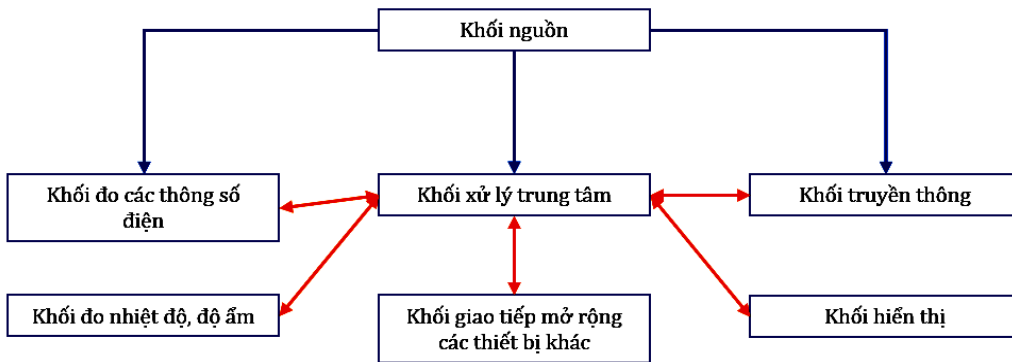 Khối nguồn
Khối đo các thông số
điện
Khối xử lý trung tâm
Khối truyền thông
Khối đo nhiệt độ, độ ẩm
Khối giao tiếp mở rộng
các thiết bị khác
Khối hiển thị